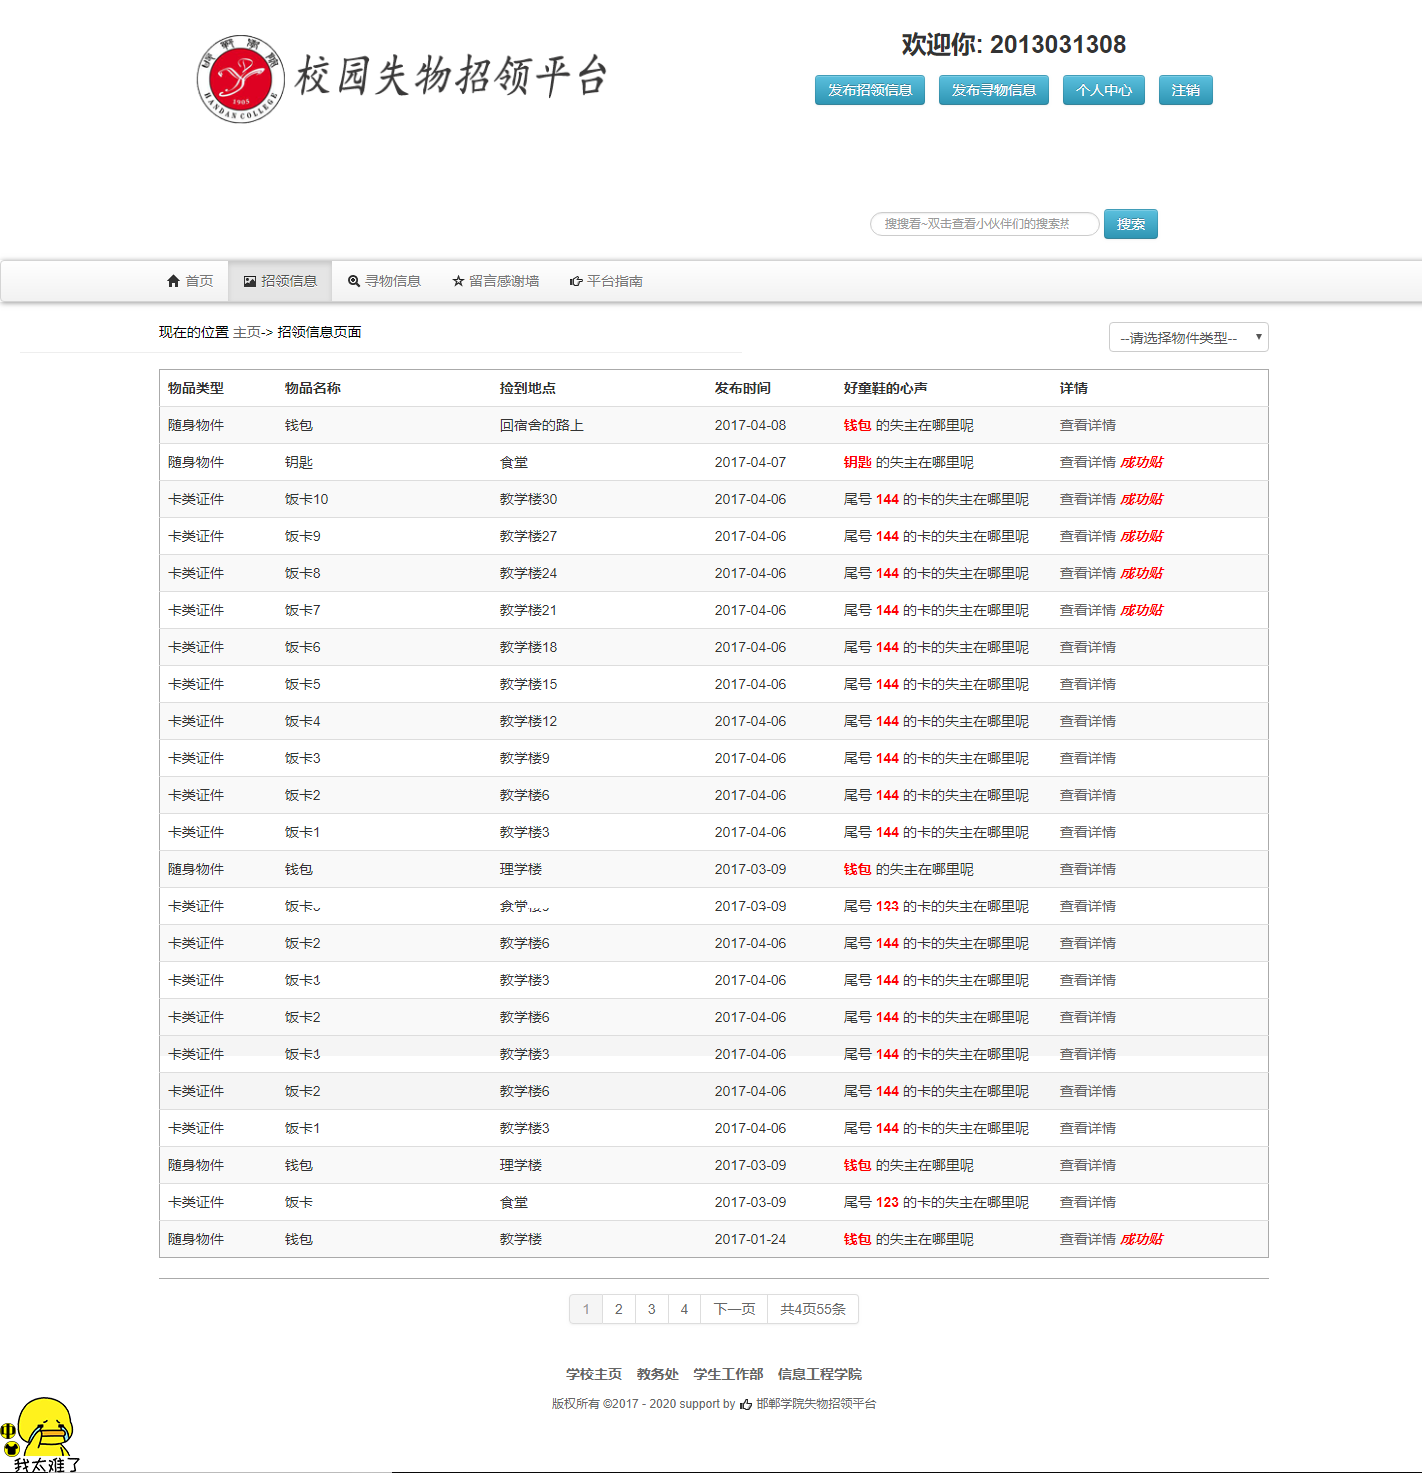 校园失物招领平台
HANDAN COLLEGE
1905
欢迎你: 2013031308
发布招领信息 发布寻物信息 个人中心 注销
搜搜看~双击查看小伙伴们的搜索热 搜索
首页 招领信息 寻物信息 留言感谢墙 平台指南
现在的位置 主页-> 招领信息页面 --请选择物件类型--
物品类型 物品名称 捡到地点 发布时间 好童鞋的心声 详情
随身物件 钱包 回宿舍的路上 2017-04-08 钱包 的失主在哪里呢 查看详情
随身物件 钥匙 食堂 2017-04-07 钥匙 的失主在哪里呢 查看详情 成功贴
卡类证件 饭卡10 教学楼30 2017-04-06 尾号 144 的卡的失主在哪里呢 查看详情 成功贴
卡类证件 饭卡9 教学楼27 2017-04-06 尾号 144 的卡的失主在哪里呢 查看详情 成功贴
卡类证件 饭卡8 教学楼24 2017-04-06 尾号 144 的卡的失主在哪里呢 查看详情 成功贴
卡类证件 饭卡7 教学楼21 2017-04-06 尾号 144 的卡的失主在哪里呢 查看详情 成功贴
卡类证件 饭卡6 教学楼18 2017-04-06 尾号 144 的卡的失主在哪里呢 查看详情
卡类证件 饭卡5 教学楼15 2017-04-06 尾号 144 的卡的失主在哪里呢 查看详情
卡类证件 饭卡4 教学楼12 2017-04-06 尾号 144 的卡的失主在哪里呢 查看详情
卡类证件 饭卡3 教学楼9 2017-04-06 尾号 144 的卡的失主在哪里呢 查看详情
卡类证件 饭卡2 教学楼6 2017-04-06 尾号 144 的卡的失主在哪里呢 查看详情
卡类证件 饭卡1 教学楼3 2017-04-06 尾号 144 的卡的失主在哪里呢 查看详情
随身物件 钱包 理学楼 2017-03-09 钱包 的失主在哪里呢 查看详情
卡类证件 饭卡 2017-03-09 尾号 123 的卡的失主在哪里呢 查看详情
卡类证件 饭卡2 教学楼6 2017-04-06 尾号 144 的卡的失主在哪里呢 查看详情
卡类证件 饭卡 教学楼3 2017-04-06 尾号 144 的卡的失主在哪里呢 查看详情
卡类证件 饭卡2 教学楼6 2017-04-06 尾号 144 的卡的失主在哪里呢 查看详情
卡类证件 饭卡 教学楼3 2017-04-06 尾号 144 的卡的失主在哪里呢 查看详情
卡类证件 饭卡2 教学楼6 2017-04-06 尾号 144 的卡的失主在哪里呢 查看详情
卡类证件 饭卡1 教学楼3 2017-04-06 尾号 144 的卡的失主在哪里呢 查看详情
随身物件 钱包 理学楼 2017-03-09 钱包 的失主在哪里呢 查看详情
卡类证件 饭卡 食堂 2017-03-09 尾号 123 的卡的失主在哪里呢 查看详情
随身物件 钱包 教学楼 2017-01-24 钱包 的失主在哪里呢 查看详情 成功贴
1 2 3 4 下一页 共4页55条
学校主页 教务处 学生工作部 信息工程学院
版权所有 ©2017 - 2020 support by 邯郸学院失物招领平台
中
我太难了